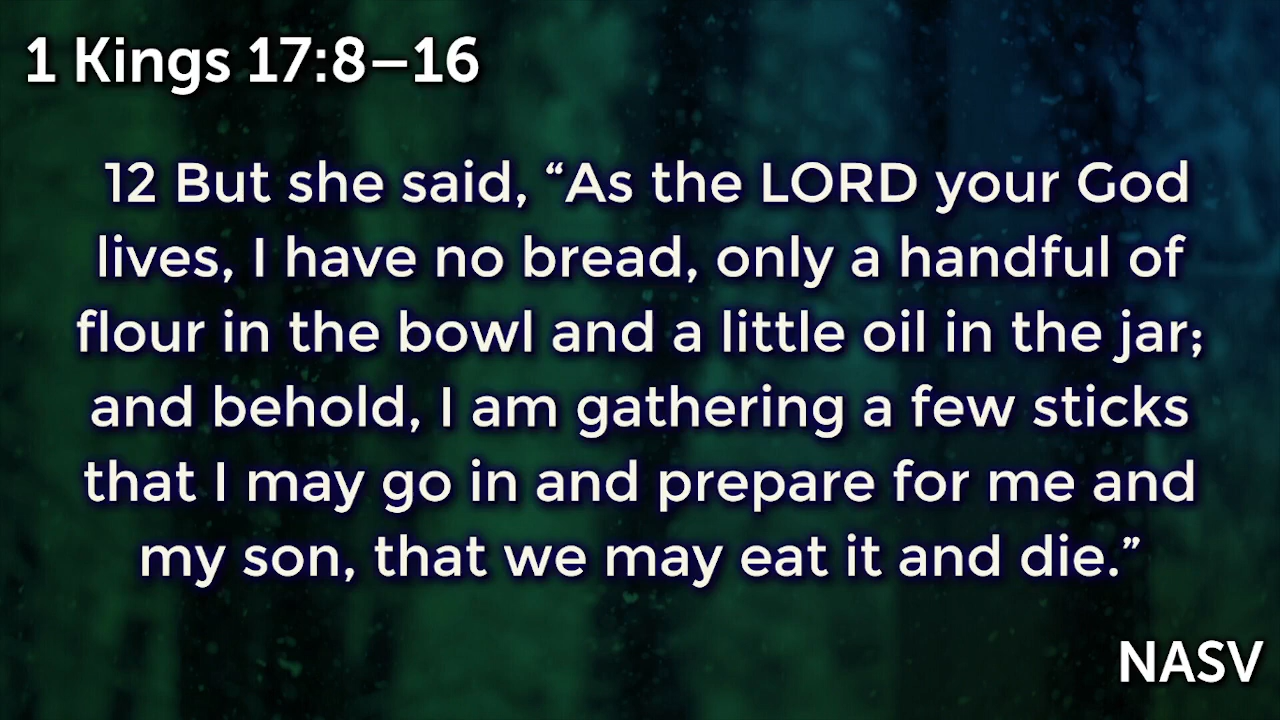 1 Kings 17:8–16
12 But she said, “As the LORD your God
lives, I have no bread, only a handful of
flour in the bowl and a little oil in the jar;
and behold, I am gathering a few sticks
that I may go in and prepare for me and
my son, that we may eat it and die.”
NASV